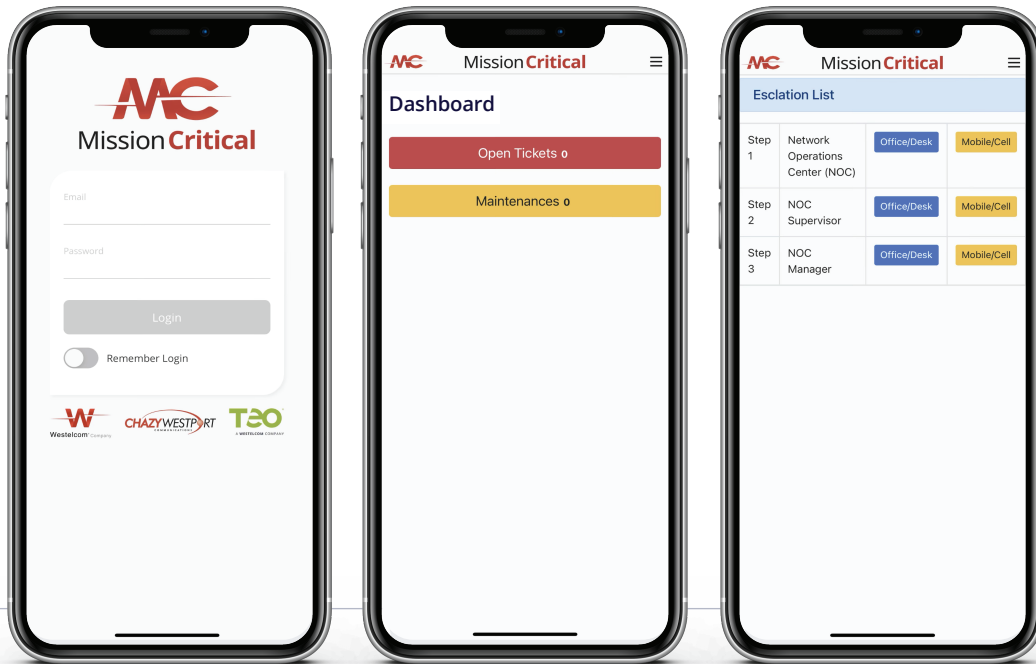 MC
Mission Critical
Email
Password
Login
Remember Login
W
Westelcom Company
CHAZY WESTPORT
COMMUNICATIONS
TEO
A WESTELCOM COMPANY
MC Mission Critical
Dashboard
Open Tickets 0
Maintenances 0
MC Mission Critical
Esclation List
Step 1
Network
Operations
Center (NOC)
Office/Desk
Mobile/Cell
Step 2
NOC
Supervisor
Office/Desk
Mobile/Cell
Step 3
NOC
Manager
Office/Desk
Mobile/Cell